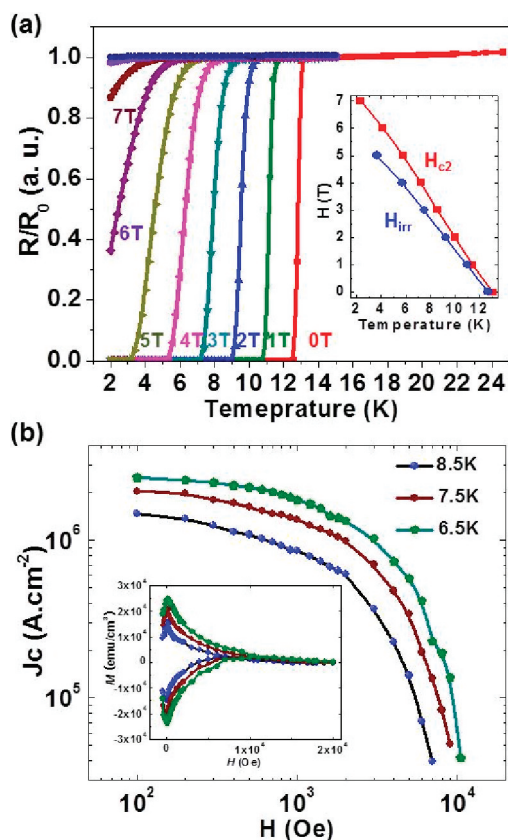 (a)
R/R0 (a. u.)
1.0
0.8
0.6
0.4
0.2
0.0
7T
6T
5T 4T 3T 2T 1T 0T
2 4 6 8 10 12 14 16 18 20 22 24
Temeprature (K)
H (T)
7
6
5
4
3
2
1
0
Hc2
Hirr
2 4 6 8 10 12
Temperature (K)
(b)
Jc (A.cm-2)
10^6
10^5
8.5K
7.5K
6.5K
M (emu/cm3)
3x10^4
2x10^4
1x10^4
0
-1x10^4
-2x10^4
-3x10^4
0 1x10^4 2x10^4
H (Oe)
10^2 10^3 10^4
H (Oe)